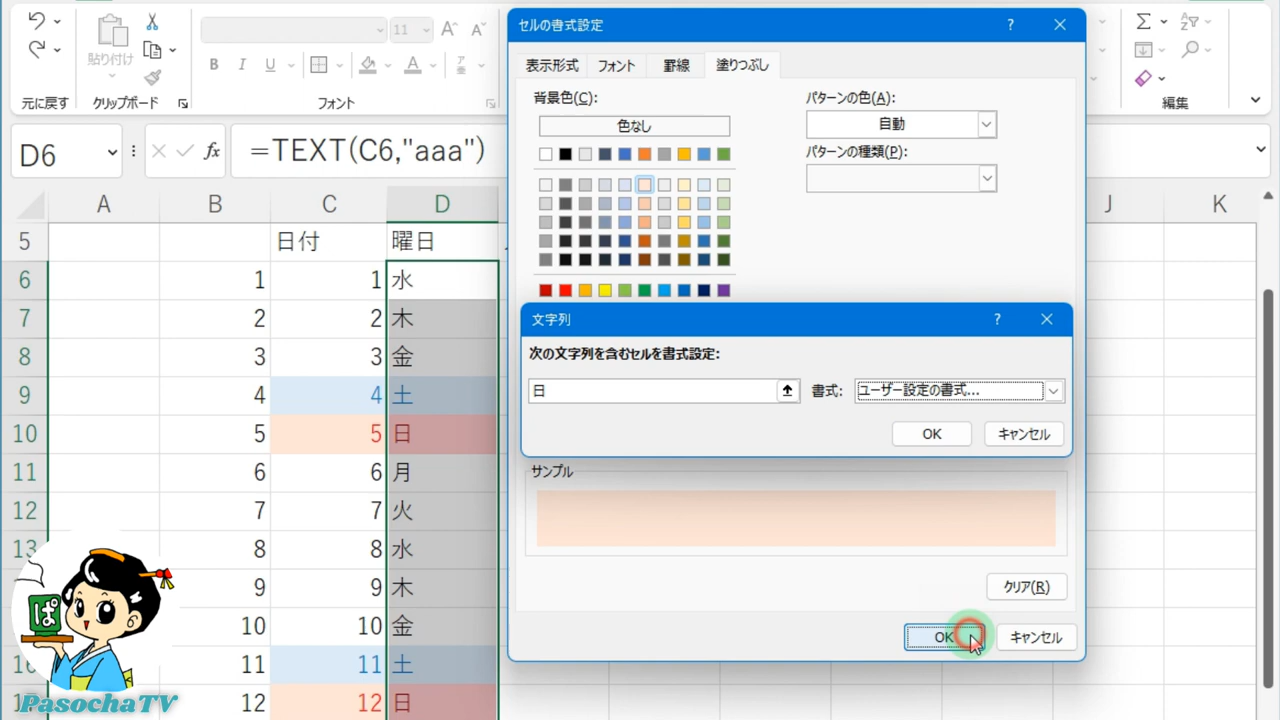 貼り付け
元に戻す
クリップボード
11
A^
A˅
B I U
A
フォント
Σ
編集
D6
fx
=TEXT(C6,"aaa")
A B C D J K
5 日付 曜日
6 1 1 水
7 2 2 木
8 3 3 金
9 4 4 土
10 5 5 日
11 6 6 月
12 7 7 火
13 8 8 水
9 9 木
10 10 金
11 11 土
12 12 日
セルの書式設定
?
表示形式 フォント 罫線 塗りつぶし
背景色(C):
色なし
パターンの色(A):
自動
パターンの種類(P):
文字列
?
次の文字列を含むセルを書式設定:
日 書式: ユーザー設定の書式...
OK キャンセル
サンプル
クリア(R)
OK キャンセル
ぱ
PasochaTV